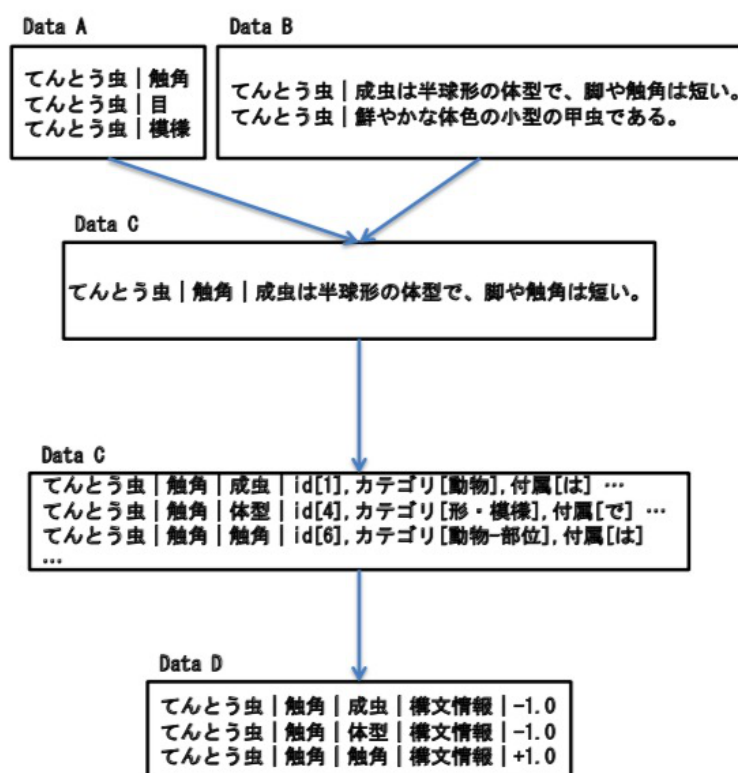 Data A
てんとう虫|触角
てんとう虫|目
てんとう虫|模様
Data B
てんとう虫|成虫は半球形の体型で、脚や触角は短い。
てんとう虫|鮮やかな体色の小型の甲虫である。
Data C
てんとう虫|触角|成虫は半球形の体型で、脚や触角は短い。
Data C
てんとう虫|触角|成虫|id[1],カテゴリ[動物],付属[は] …
てんとう虫|触角|体型|id[4],カテゴリ[形・模様],付属[で] …
てんとう虫|触角|触角|id[6],カテゴリ[動物-部位],付属[は]
…
Data D
てんとう虫|触角|成虫|構文情報|-1.0
てんとう虫|触角|体型|構文情報|-1.0
てんとう虫|触角|触角|構文情報|+1.0